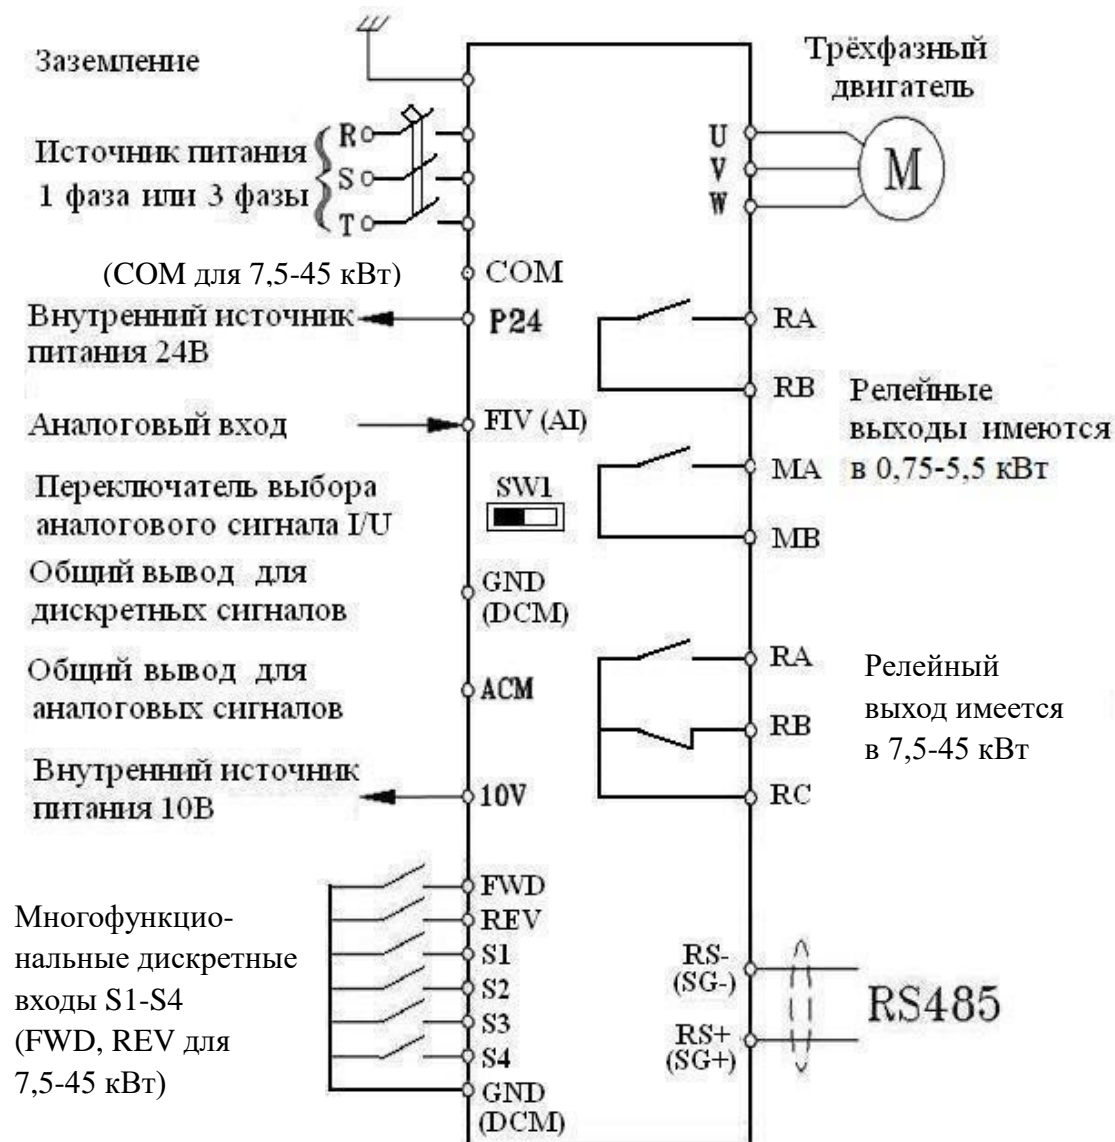 Заземление
Источник питания
1 фаза или 3 фазы
R
S
T
(COM для 7,5-45 кВт)
COM
Внутренний источник
питания 24В
P24
Аналоговый вход
FIV (AI)
Переключатель выбора
аналогового сигнала I/U
SW1
Общий вывод для
дискретных сигналов
GND
(DCM)
Общий вывод для
аналоговых сигналов
ACM
Внутренний источник
питания 10В
10V
Многофункцио-
нальные дискретные
входы S1-S4
(FWD, REV для
7,5-45 кВт)
FWD
REV
S1
S2
S3
S4
GND
(DCM)
Трёхфазный
двигатель
U
V
W
M
RA
RB
MA
MB
Релейные
выходы имеются
в 0,75-5,5 кВт
RA
RB
RC
Релейный
выход имеется
в 7,5-45 кВт
RS-
(SG-)
RS+
(SG+)
RS485